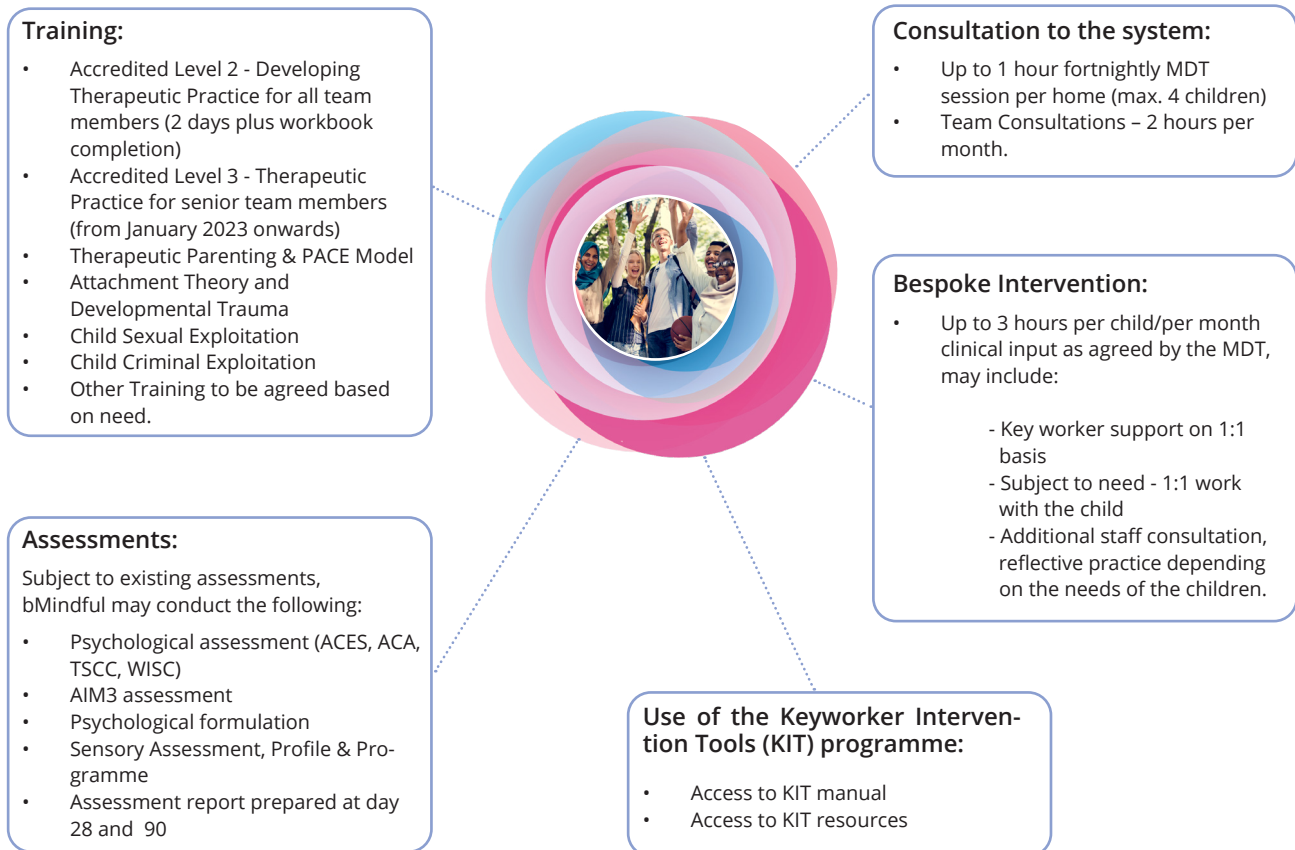 Training:
• Accredited Level 2 - Developing
Therapeutic Practice for all team
members (2 days plus workbook
completion)
• Accredited Level 3 - Therapeutic
Practice for senior team members
(from January 2023 onwards)
• Therapeutic Parenting & PACE Model
• Attachment Theory and
Developmental Trauma
• Child Sexual Exploitation
• Child Criminal Exploitation
• Other Training to be agreed based
on need.
Consultation to the system:
• Up to 1 hour fortnightly MDT
session per home (max. 4 children)
• Team Consultations – 2 hours per
month.
Bespoke Intervention:
• Up to 3 hours per child/per month
clinical input as agreed by the MDT,
may include:
- Key worker support on 1:1
basis
- Subject to need - 1:1 work
with the child
- Additional staff consultation,
reflective practice depending
on the needs of the children.
Assessments:
Subject to existing assessments,
bMindful may conduct the following:
• Psychological assessment (ACES, ACA,
TSCC, WISC)
• AIM3 assessment
• Psychological formulation
• Sensory Assessment, Profile & Pro-
gramme
• Assessment report prepared at day
28 and 90
Use of the Keyworker Interven-
tion Tools (KIT) programme:
• Access to KIT manual
• Access to KIT resources